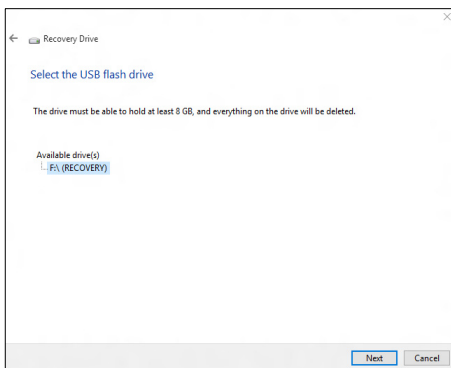 Recovery Drive
Select the USB flash drive
The drive must be able to hold at least 8 GB, and everything on the drive will be deleted.
Available drive(s)
F:\ (RECOVERY)
Next Cancel